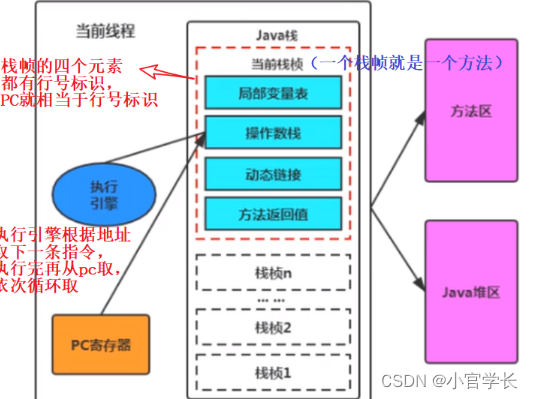 当前线程
Java栈
栈帧的四个元素
都有行号标识，
PC就相当于行号标识
当前栈帧（一个栈帧就是一个方法）
局部变量表
操作数栈
动态链接
方法返回值
执行
引擎
执行引擎根据地址
取下一条指令，
执行完再从pc取，
依次循环取
PC寄存器
栈帧n
… …
栈帧2
栈帧1
方法区
Java堆区
CSDN @小官学长